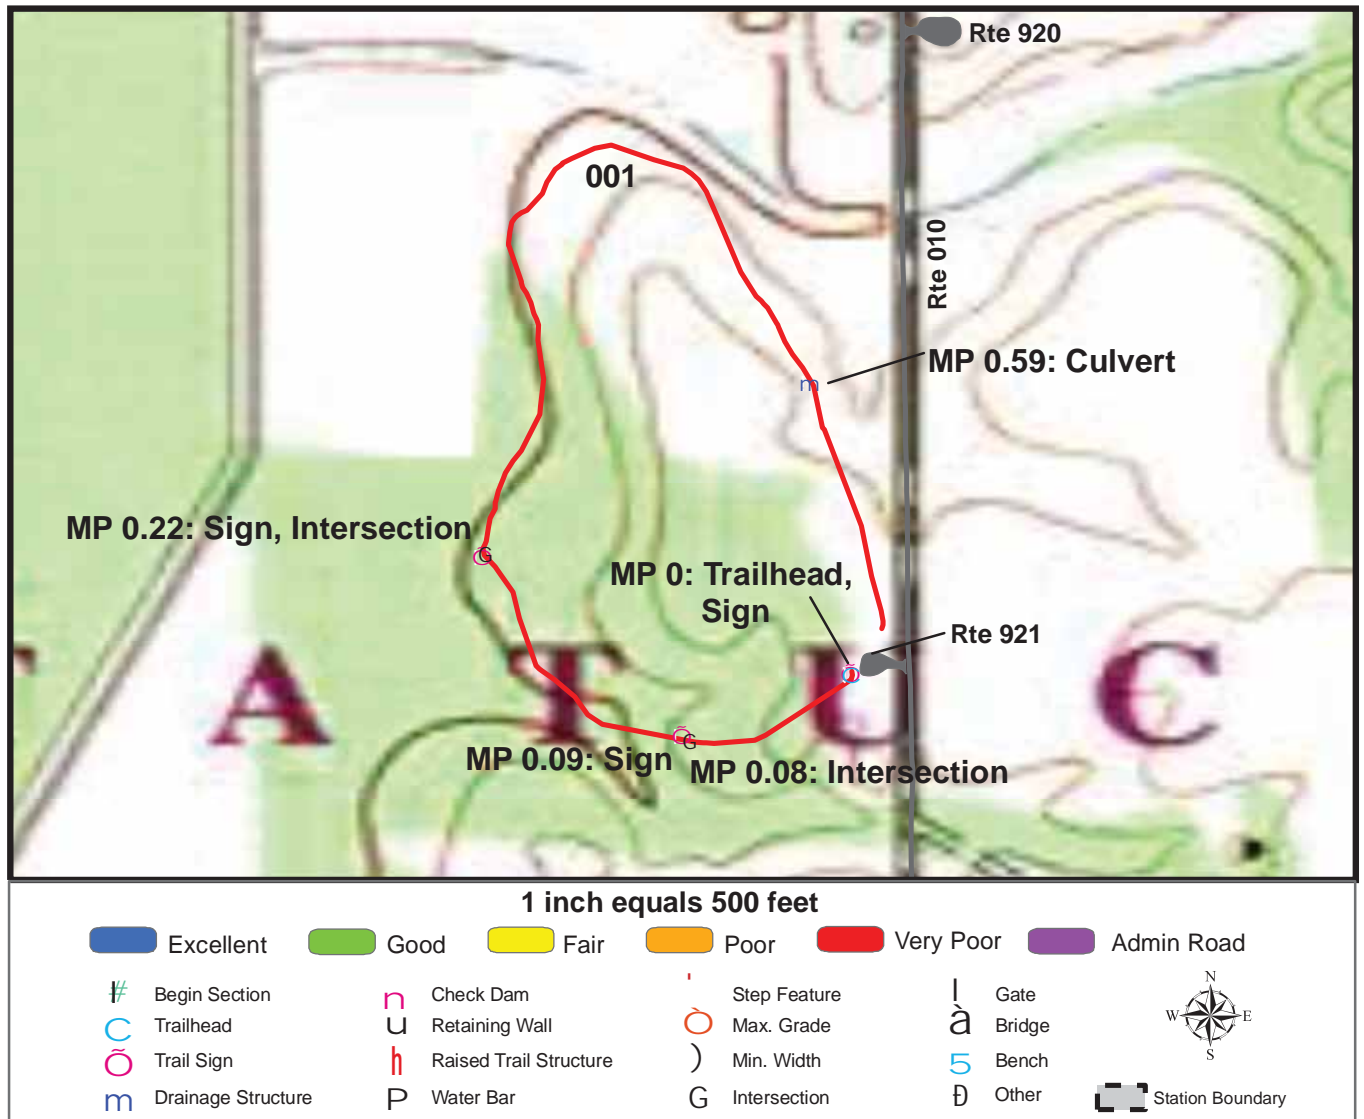 Rte 920
001
Rte 010
MP 0.59: Culvert
MP 0.22: Sign, Intersection
MP 0: Trailhead,
Sign
Rte 921
A T U C
MP 0.09: Sign
MP 0.08: Intersection
1 inch equals 500 feet
Excellent
Good
Fair
Poor
Very Poor
Admin Road
Begin Section
Check Dam
Step Feature
Gate
Trailhead
Retaining Wall
Max. Grade
Bridge
Trail Sign
Raised Trail Structure
Min. Width
Bench
Drainage Structure
Water Bar
Intersection
Other
Station Boundary
N
W E
S